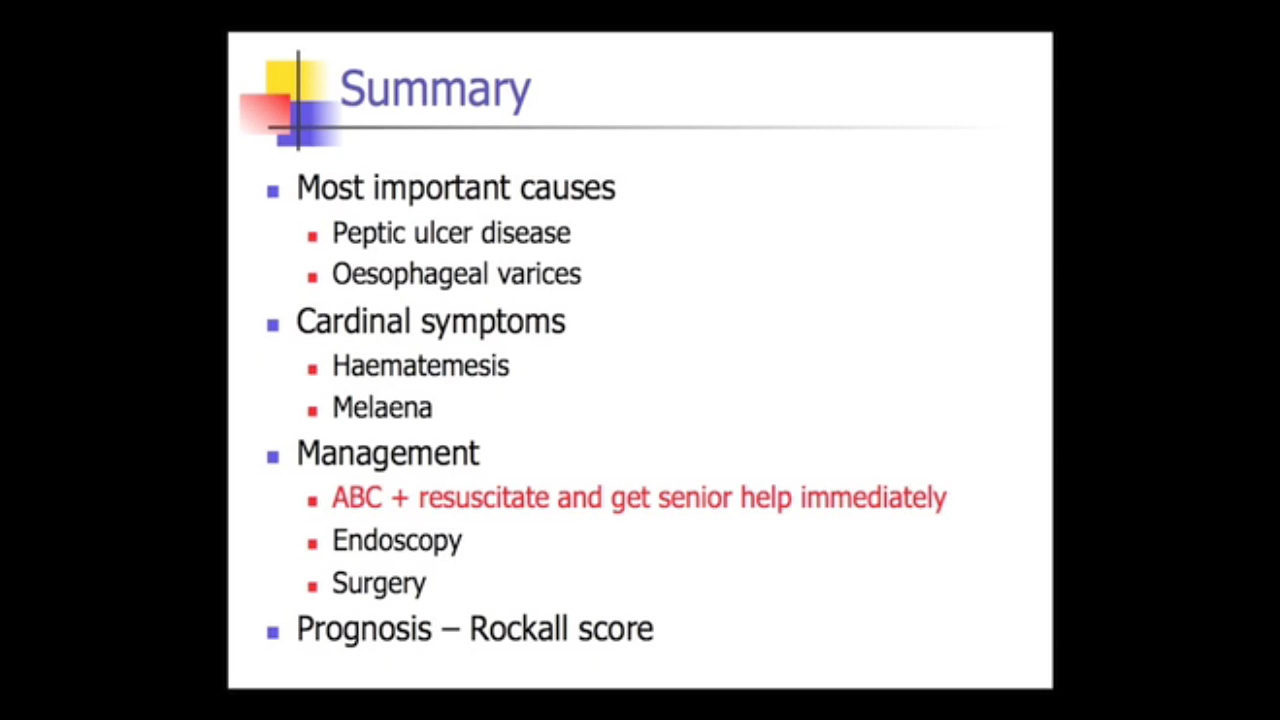 Summary
Most important causes
Peptic ulcer disease
Oesophageal varices
Cardinal symptoms
Haematemesis
Melaena
Management
ABC + resuscitate and get senior help immediately
Endoscopy
Surgery
Prognosis – Rockall score